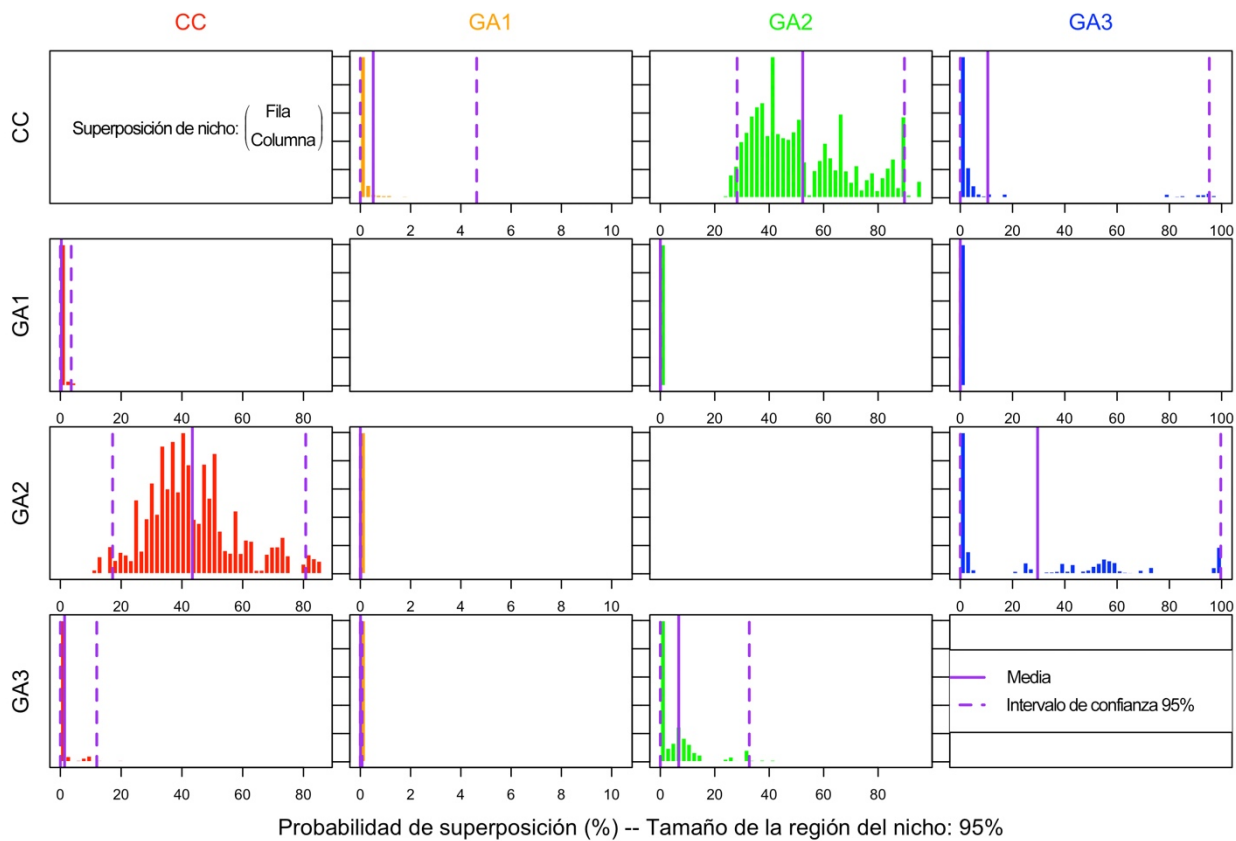 CC GA1 GA2 GA3
CC
Superposición de nicho: ( Fila
Columna )
0 2 4 6 8 10 0 20 40 60 80 0 20 40 60 80 100
GA1
0 20 40 60 80 0 20 40 60 80 0 20 40 60 80 100
GA2
0 20 40 60 80 0 2 4 6 8 10 0 20 40 60 80 100
GA3
Media
Intervalo de confianza 95%
0 20 40 60 80 0 2 4 6 8 10 0 20 40 60 80
Probabilidad de superposición (%) -- Tamaño de la región del nicho: 95%